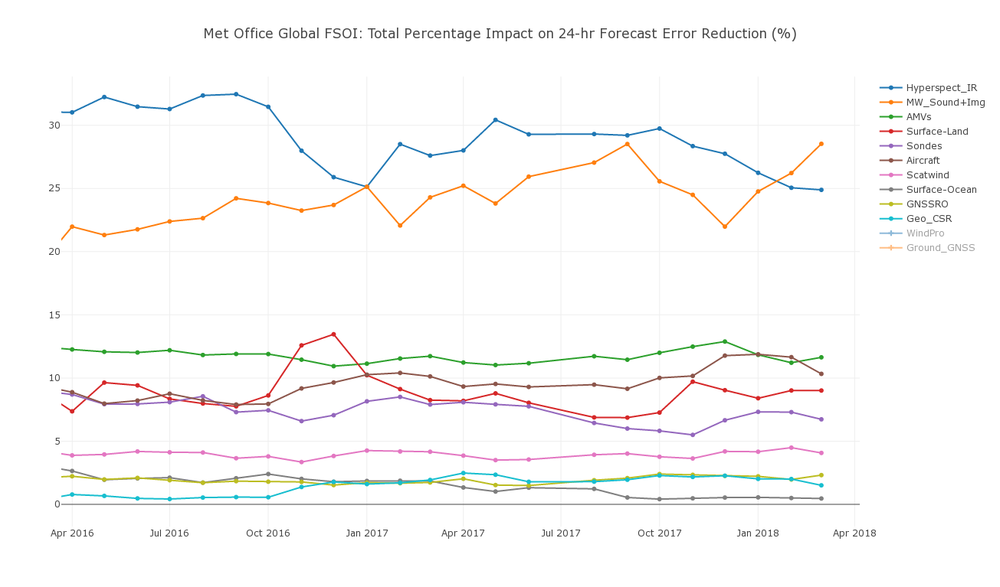 Met Office Global FSOI: Total Percentage Impact on 24-hr Forecast Error Reduction (%)
Hyperspect_IR
MW_Sound+Img
AMVs
Surface-Land
Sondes
Aircraft
Scatwind
Surface-Ocean
GNSSRO
Geo_CSR
WindPro
Ground_GNSS
30
25
20
15
10
5
0
Apr 2016 Jul 2016 Oct 2016 Jan 2017 Apr 2017 Jul 2017 Oct 2017 Jan 2018 Apr 2018